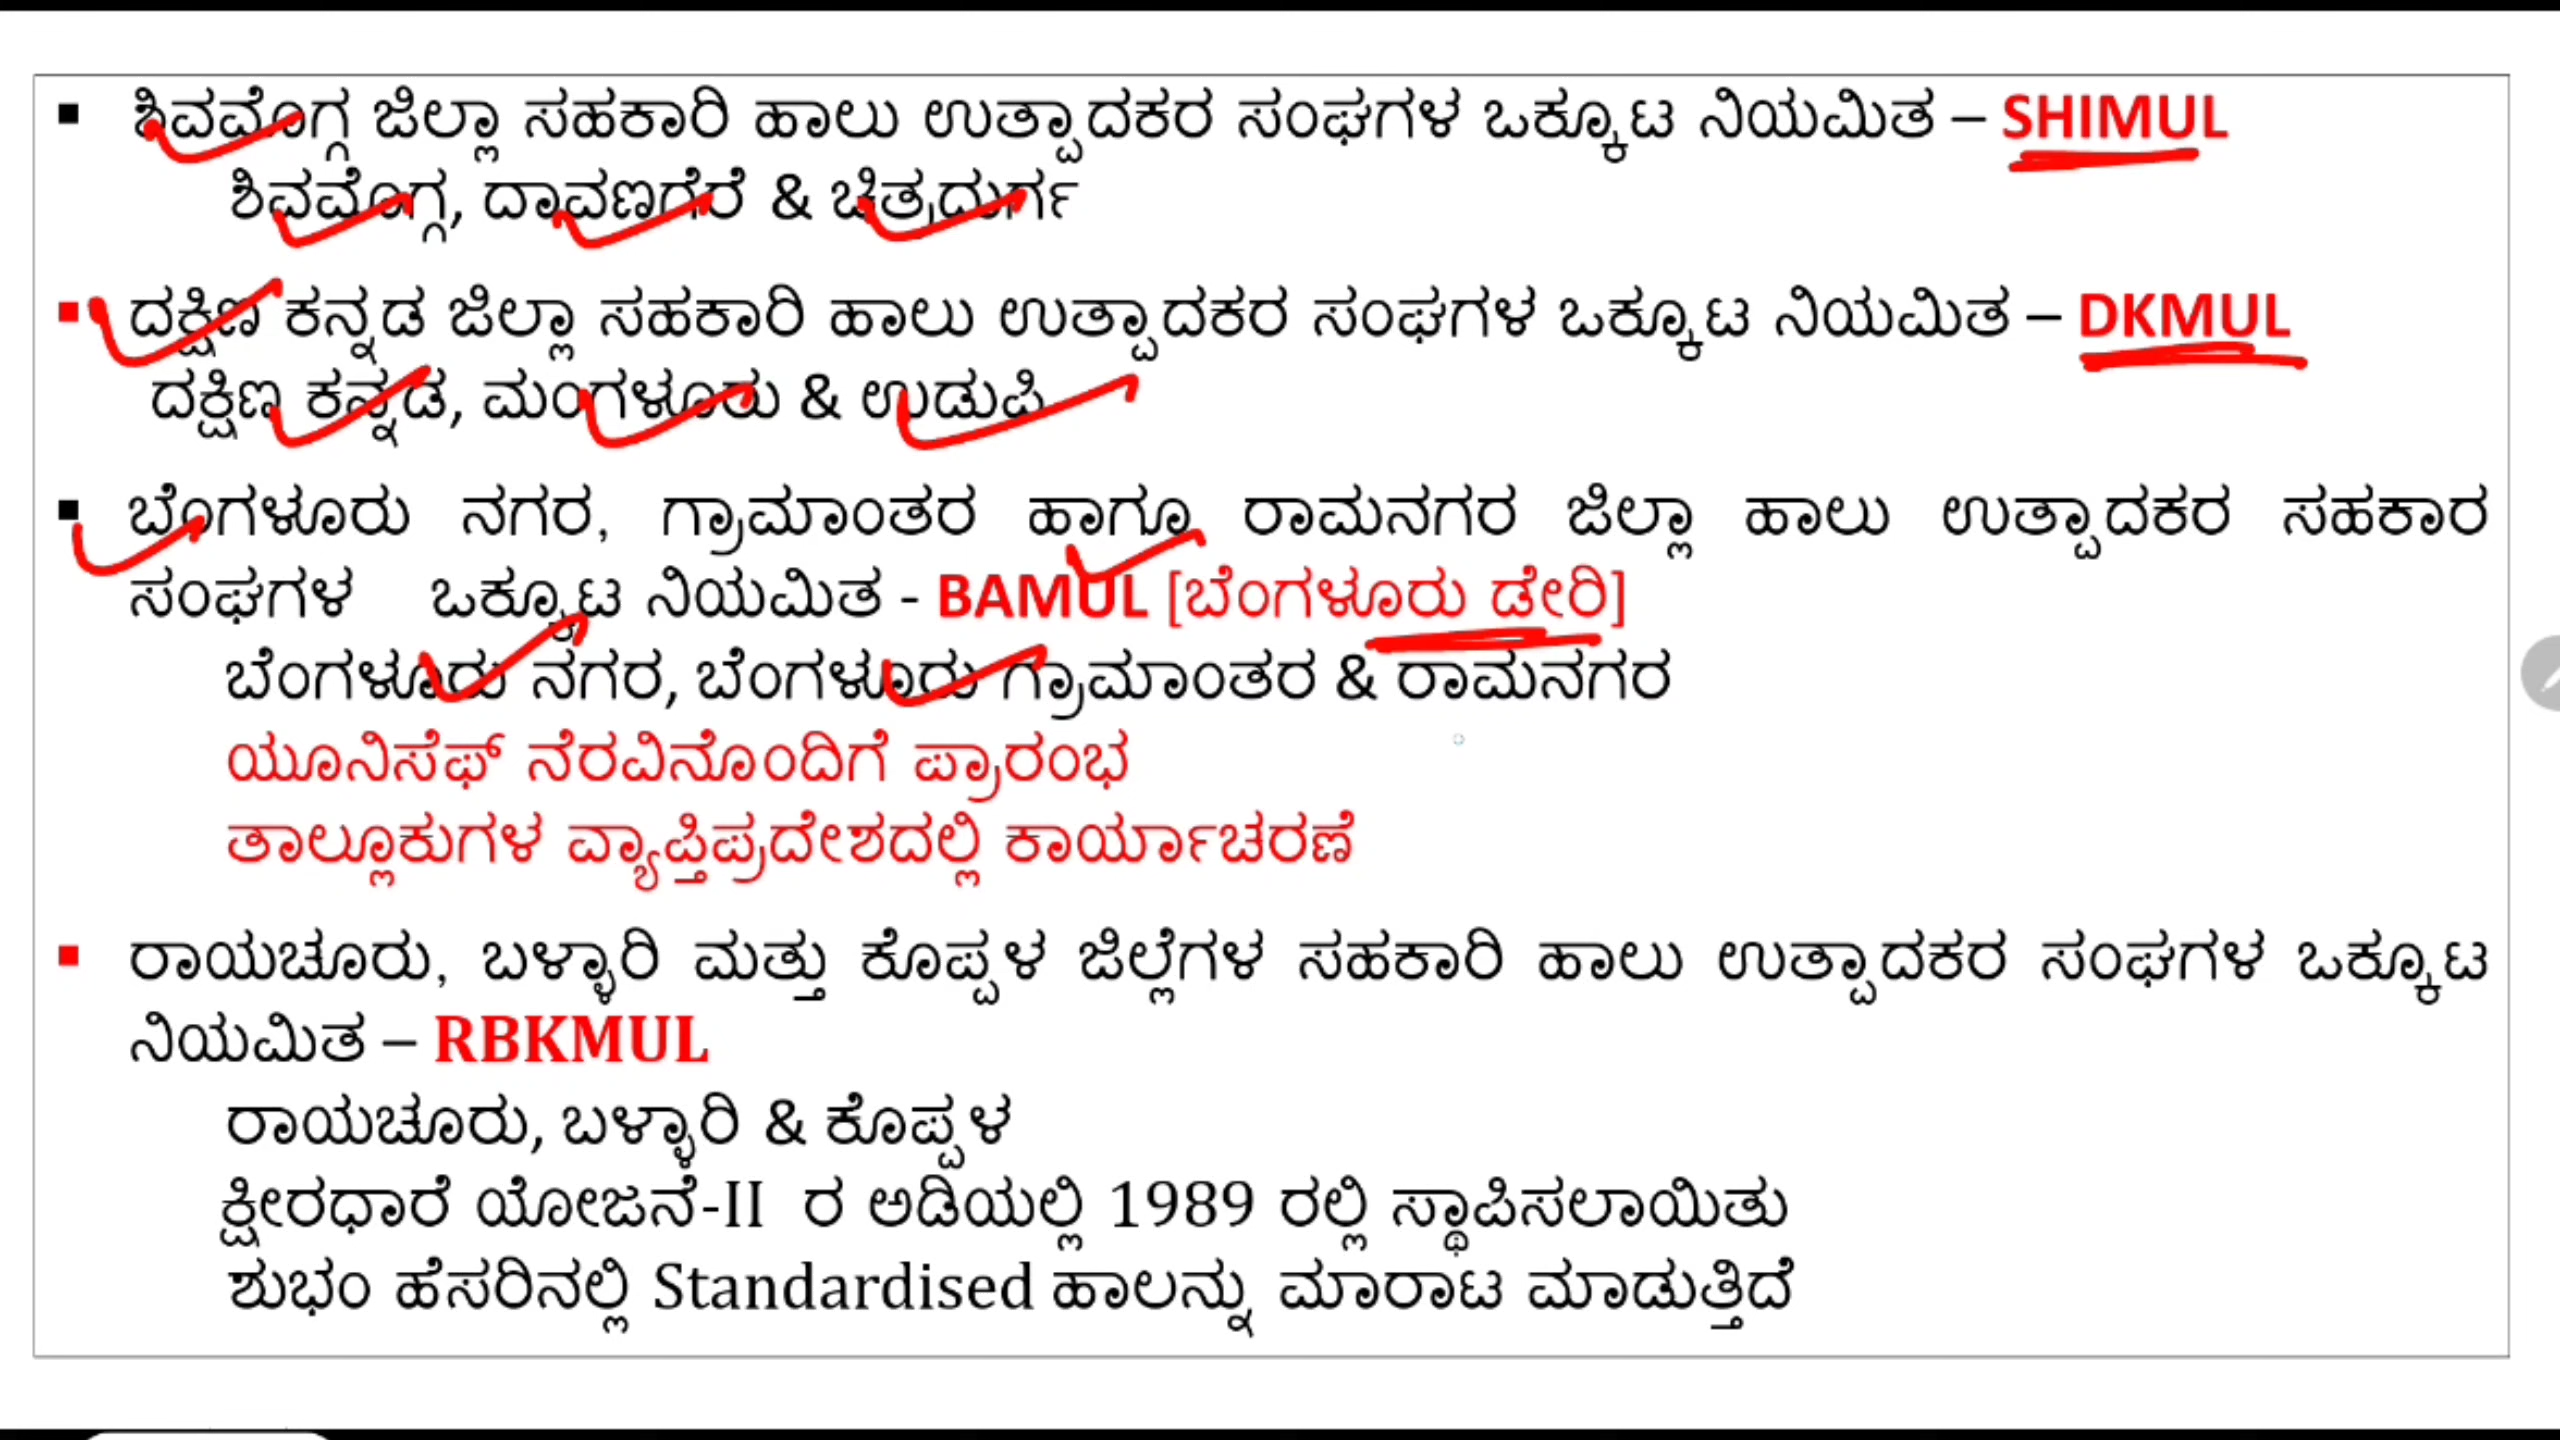 ▪ ಶಿವಮೊಗ್ಗ ಜಿಲ್ಲಾ ಸಹಕಾರಿ ಹಾಲು ಉತ್ಪಾದಕರ ಸಂಘಗಳ ಒಕ್ಕೂಟ ನಿಯಮಿತ – SHIMUL
ಶಿವಮೊಗ್ಗ, ದಾವಣಗೆರೆ & ಚಿತ್ರದುರ್ಗ
▪ ದಕ್ಷಿಣ ಕನ್ನಡ ಜಿಲ್ಲಾ ಸಹಕಾರಿ ಹಾಲು ಉತ್ಪಾದಕರ ಸಂಘಗಳ ಒಕ್ಕೂಟ ನಿಯಮಿತ – DKMUL
ದಕ್ಷಿಣ ಕನ್ನಡ, ಮಂಗಳೂರು & ಉಡುಪಿ
▪ ಬೆಂಗಳೂರು ನಗರ, ಗ್ರಾಮಾಂತರ ಹಾಗೂ ರಾಮನಗರ ಜಿಲ್ಲಾ ಹಾಲು ಉತ್ಪಾದಕರ ಸಹಕಾರ
ಸಂಘಗಳ ಒಕ್ಕೂಟ ನಿಯಮಿತ - BAMUL [ಬೆಂಗಳೂರು ಡೇರಿ]
ಬೆಂಗಳೂರು ನಗರ, ಬೆಂಗಳೂರು ಗ್ರಾಮಾಂತರ & ರಾಮನಗರ
ಯೂನಿಸೆಫ್ ನೆರವಿನೊಂದಿಗೆ ಪ್ರಾರಂಭ
ತಾಲ್ಲೂಕುಗಳ ವ್ಯಾಪ್ತಿಪ್ರದೇಶದಲ್ಲಿ ಕಾರ್ಯಾಚರಣೆ
▪ ರಾಯಚೂರು, ಬಳ್ಳಾರಿ ಮತ್ತು ಕೊಪ್ಪಳ ಜಿಲ್ಲೆಗಳ ಸಹಕಾರಿ ಹಾಲು ಉತ್ಪಾದಕರ ಸಂಘಗಳ ಒಕ್ಕೂಟ
ನಿಯಮಿತ – RBKMUL
ರಾಯಚೂರು, ಬಳ್ಳಾರಿ & ಕೊಪ್ಪಳ
ಕ್ಷೀರಧಾರೆ ಯೋಜನೆ-II ರ ಅಡಿಯಲ್ಲಿ 1989 ರಲ್ಲಿ ಸ್ಥಾಪಿಸಲಾಯಿತು
ಶುಭಂ ಹೆಸರಿನಲ್ಲಿ Standardised ಹಾಲನ್ನು ಮಾರಾಟ ಮಾಡುತ್ತಿದೆ